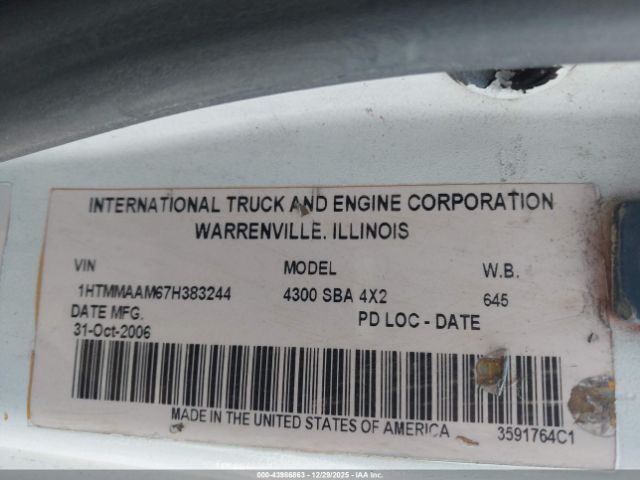 INTERNATIONAL TRUCK AND ENGINE CORPORATION
WARRENVILLE, ILLINOIS
VIN MODEL W.B.
1HTMMAAM67H383244 4300 SBA 4X2 645
DATE MFG. PD LOC - DATE
31-Oct-2006
MADE IN THE UNITED STATES OF AMERICA 3591764C1
000-43986863 - 12/29/2025 - IAA Inc.